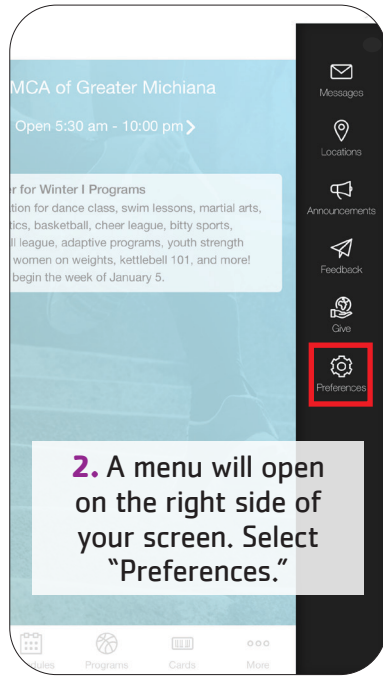 MCA of Greater Michiana
Open 5:30 am - 10:00 pm
er for Winter I Programs
tion for dance class, swim lessons, martial arts,
tics, basketball, cheer league, bitty sports,
ll league, adaptive programs, youth strength
women on weights, kettlebell 101, and more!
begin the week of January 5.
Messages
Locations
Announcements
Feedback
Give
Preferences
2. A menu will open
on the right side of
your screen. Select
“Preferences.”
dules
Programs
Cards
More